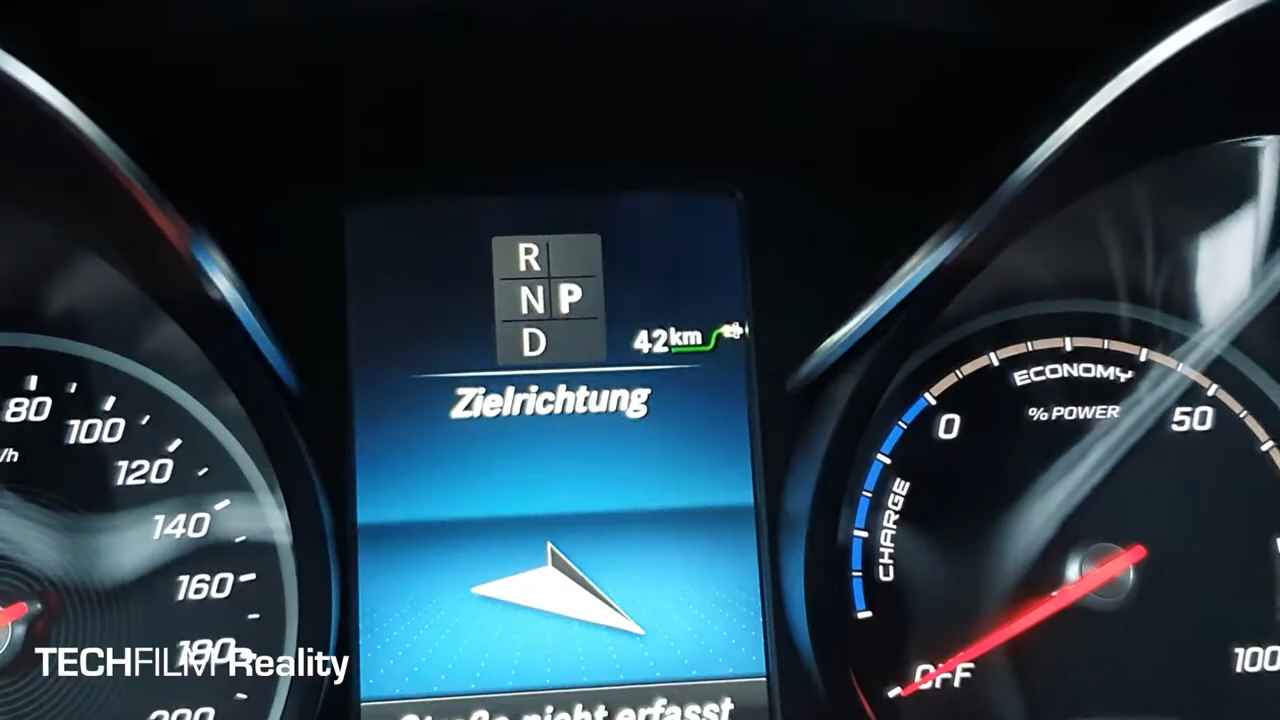 R
N P
D
42km
Zielrichtung
Straße nicht erfasst
80
100
120
140
160
180
200
ECONOMY
% POWER
0
50
CHARGE
OFF
100
TECHFILM Reality